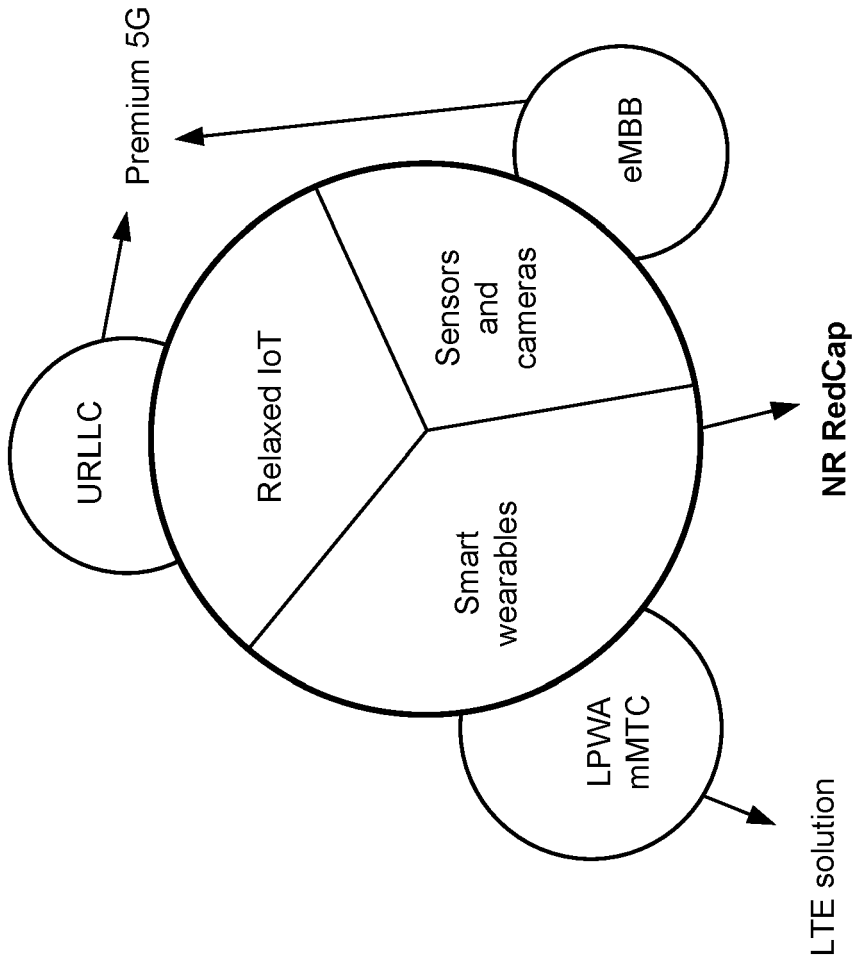 URLLC
Premium 5G
Relaxed IoT
Smart
wearables
Sensors
and
cameras
LPWA
mMTC
eMBB
LTE solution
NR RedCap